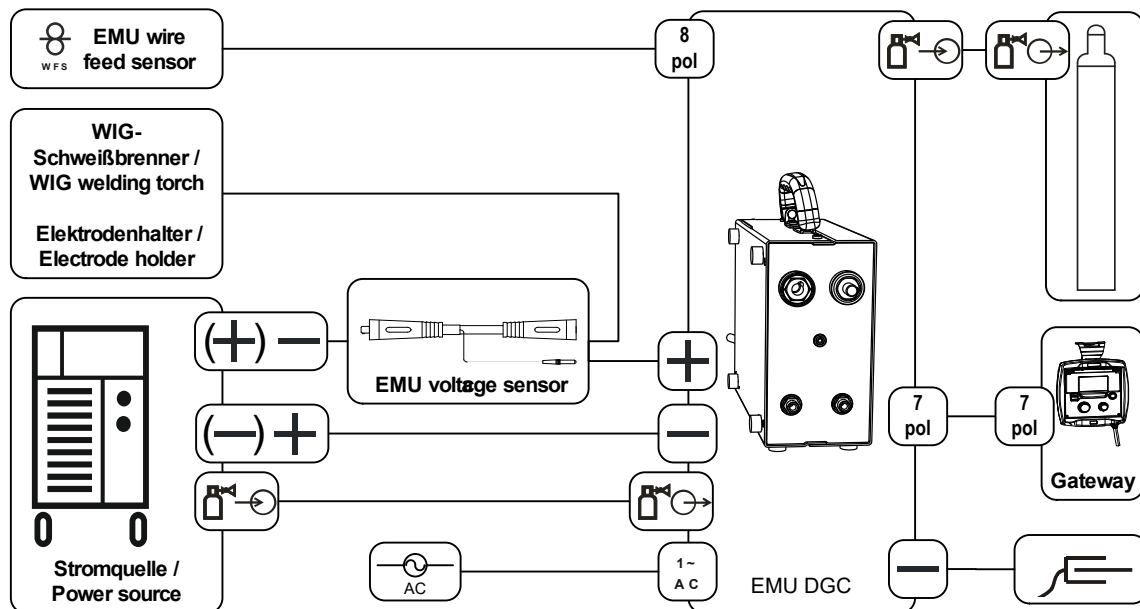 EMU wire
feed sensor
WFS
8
pol
WIG-
Schweißbrenner /
WIG welding torch
Elektrodenhalter /
Electrode holder
(+) −
EMU voltage sensor
+
(−) +
−
7
pol
7
pol
Gateway
Stromquelle /
Power source
AC
1~
AC
EMU DGC
−